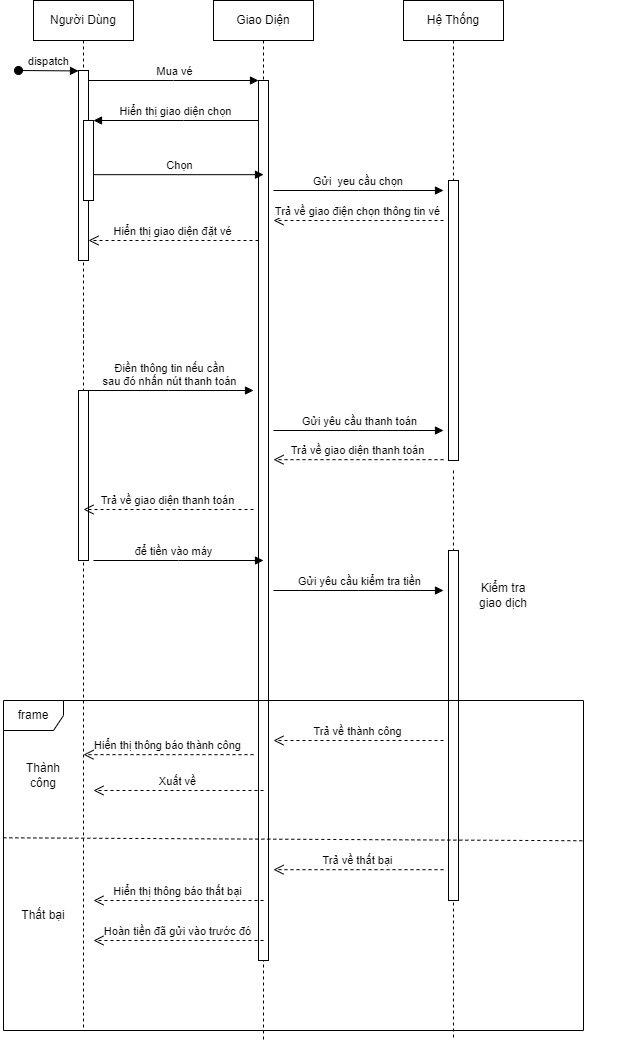 Người Dùng
Giao Diện
Hệ Thống
dispatch
Mua vé
Hiển thị giao diện chọn
Chọn
Gửi yeu cầu chọn
Trả về giao điện chọn thông tin vé
Hiển thị giao diện đặt vé
Điền thông tin nếu cần
sau đó nhấn nút thanh toán
Gửi yêu cầu thanh toán
Trả về giao diện thanh toán
Trả về giao diện thanh toán
để tiền vào máy
Gửi yêu cầu kiểm tra tiền
Kiểm tra
giao dịch
frame
Trả về thành công
Hiển thị thông báo thành công
Thành
công
Xuất về
Trả về thất bại
Hiển thị thông báo thất bại
Thất bại
Hoàn tiền đã gửi vào trước đó